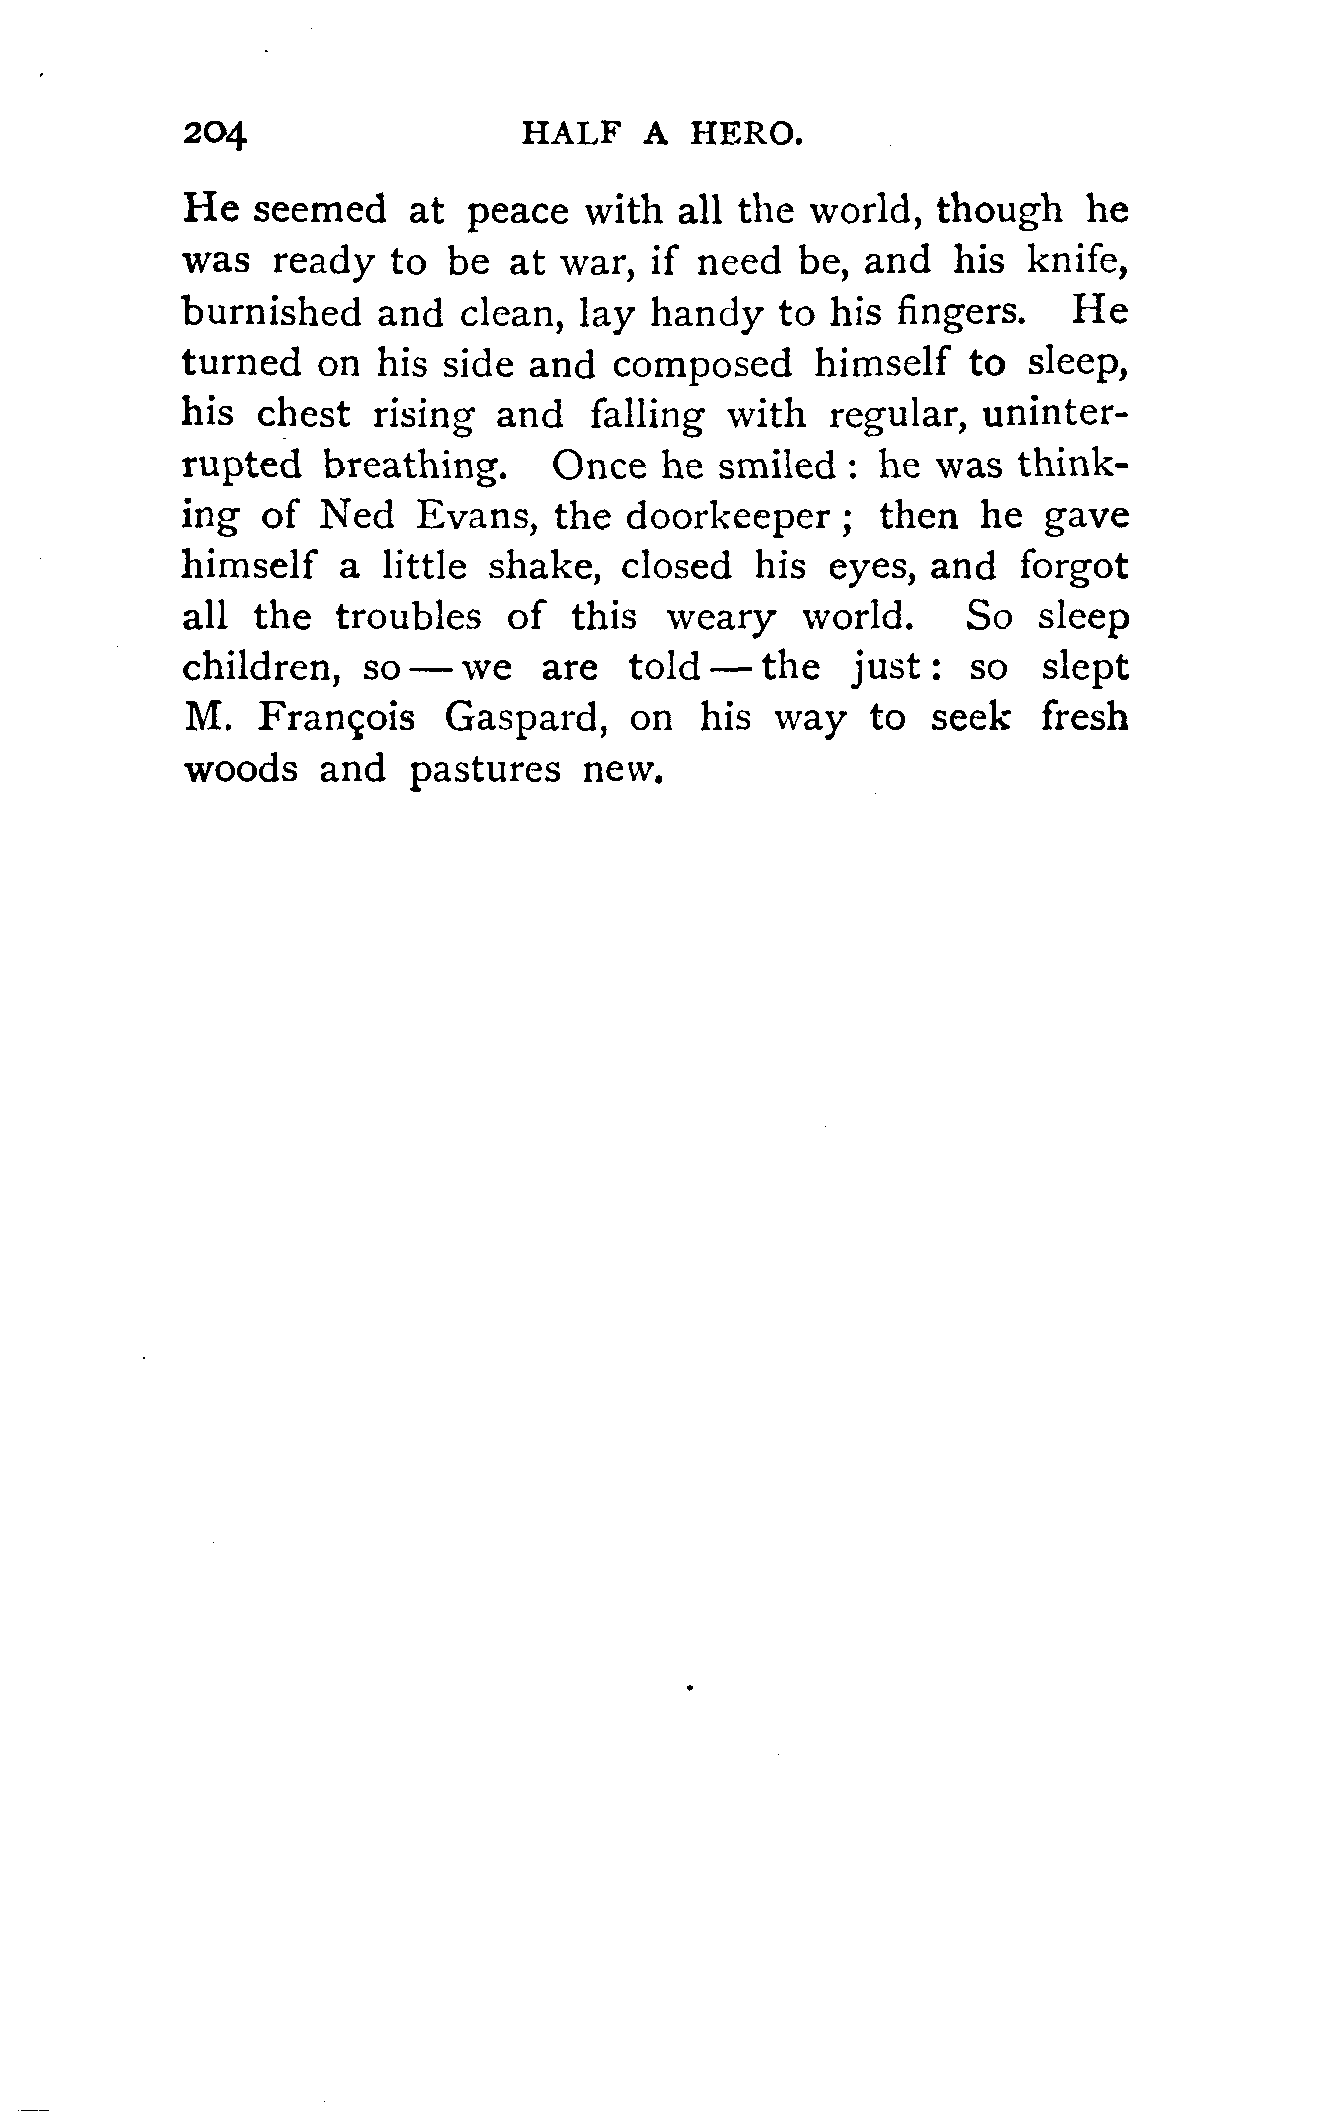 204 HALF A HERO.
He seemed at peace with all the world, though he
was ready to be at war, if need be, and his knife,
burnished and clean, lay handy to his fingers. He
turned on his side and composed himself to sleep,
his chest rising and falling with regular, uninter-
rupted breathing. Once he smiled : he was think-
ing of Ned Evans, the doorkeeper ; then he gave
himself a little shake, closed his eyes, and forgot
all the troubles of this weary world. So sleep
children, so — we are told — the just : so slept
M. François Gaspard, on his way to seek fresh
woods and pastures new.